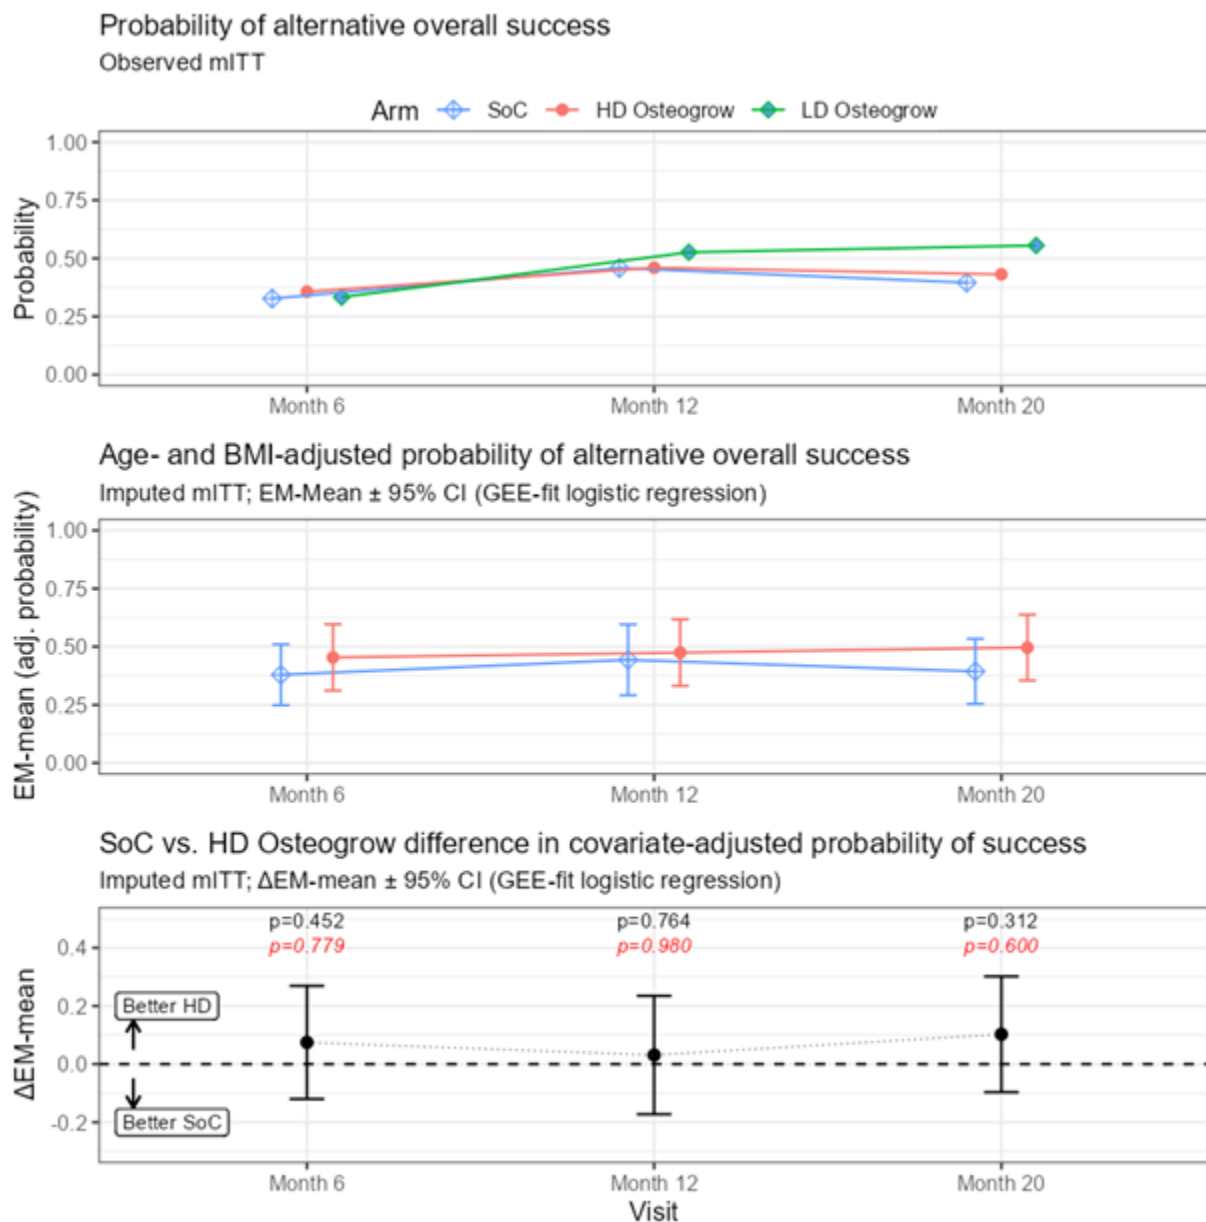 Probability of alternative overall success
Observed mITT
Arm SoC HD Osteogrow LD Osteogrow
1.00
0.75
0.50
0.25
0.00
Probability
Month 6 Month 12 Month 20
Age- and BMI-adjusted probability of alternative overall success
Imputed mITT; EM-Mean ± 95% CI (GEE-fit logistic regression)
1.00
0.75
0.50
0.25
0.00
EM-mean (adj. probability)
Month 6 Month 12 Month 20
SoC vs. HD Osteogrow difference in covariate-adjusted probability of success
Imputed mITT; ΔEM-mean ± 95% CI (GEE-fit logistic regression)
p=0.452 p=0.764 p=0.312
p=0.779 p=0.980 p=0.600
0.4
0.2
0.0
-0.2
ΔEM-mean
Better HD
Better SoC
Month 6 Month 12 Month 20
Visit